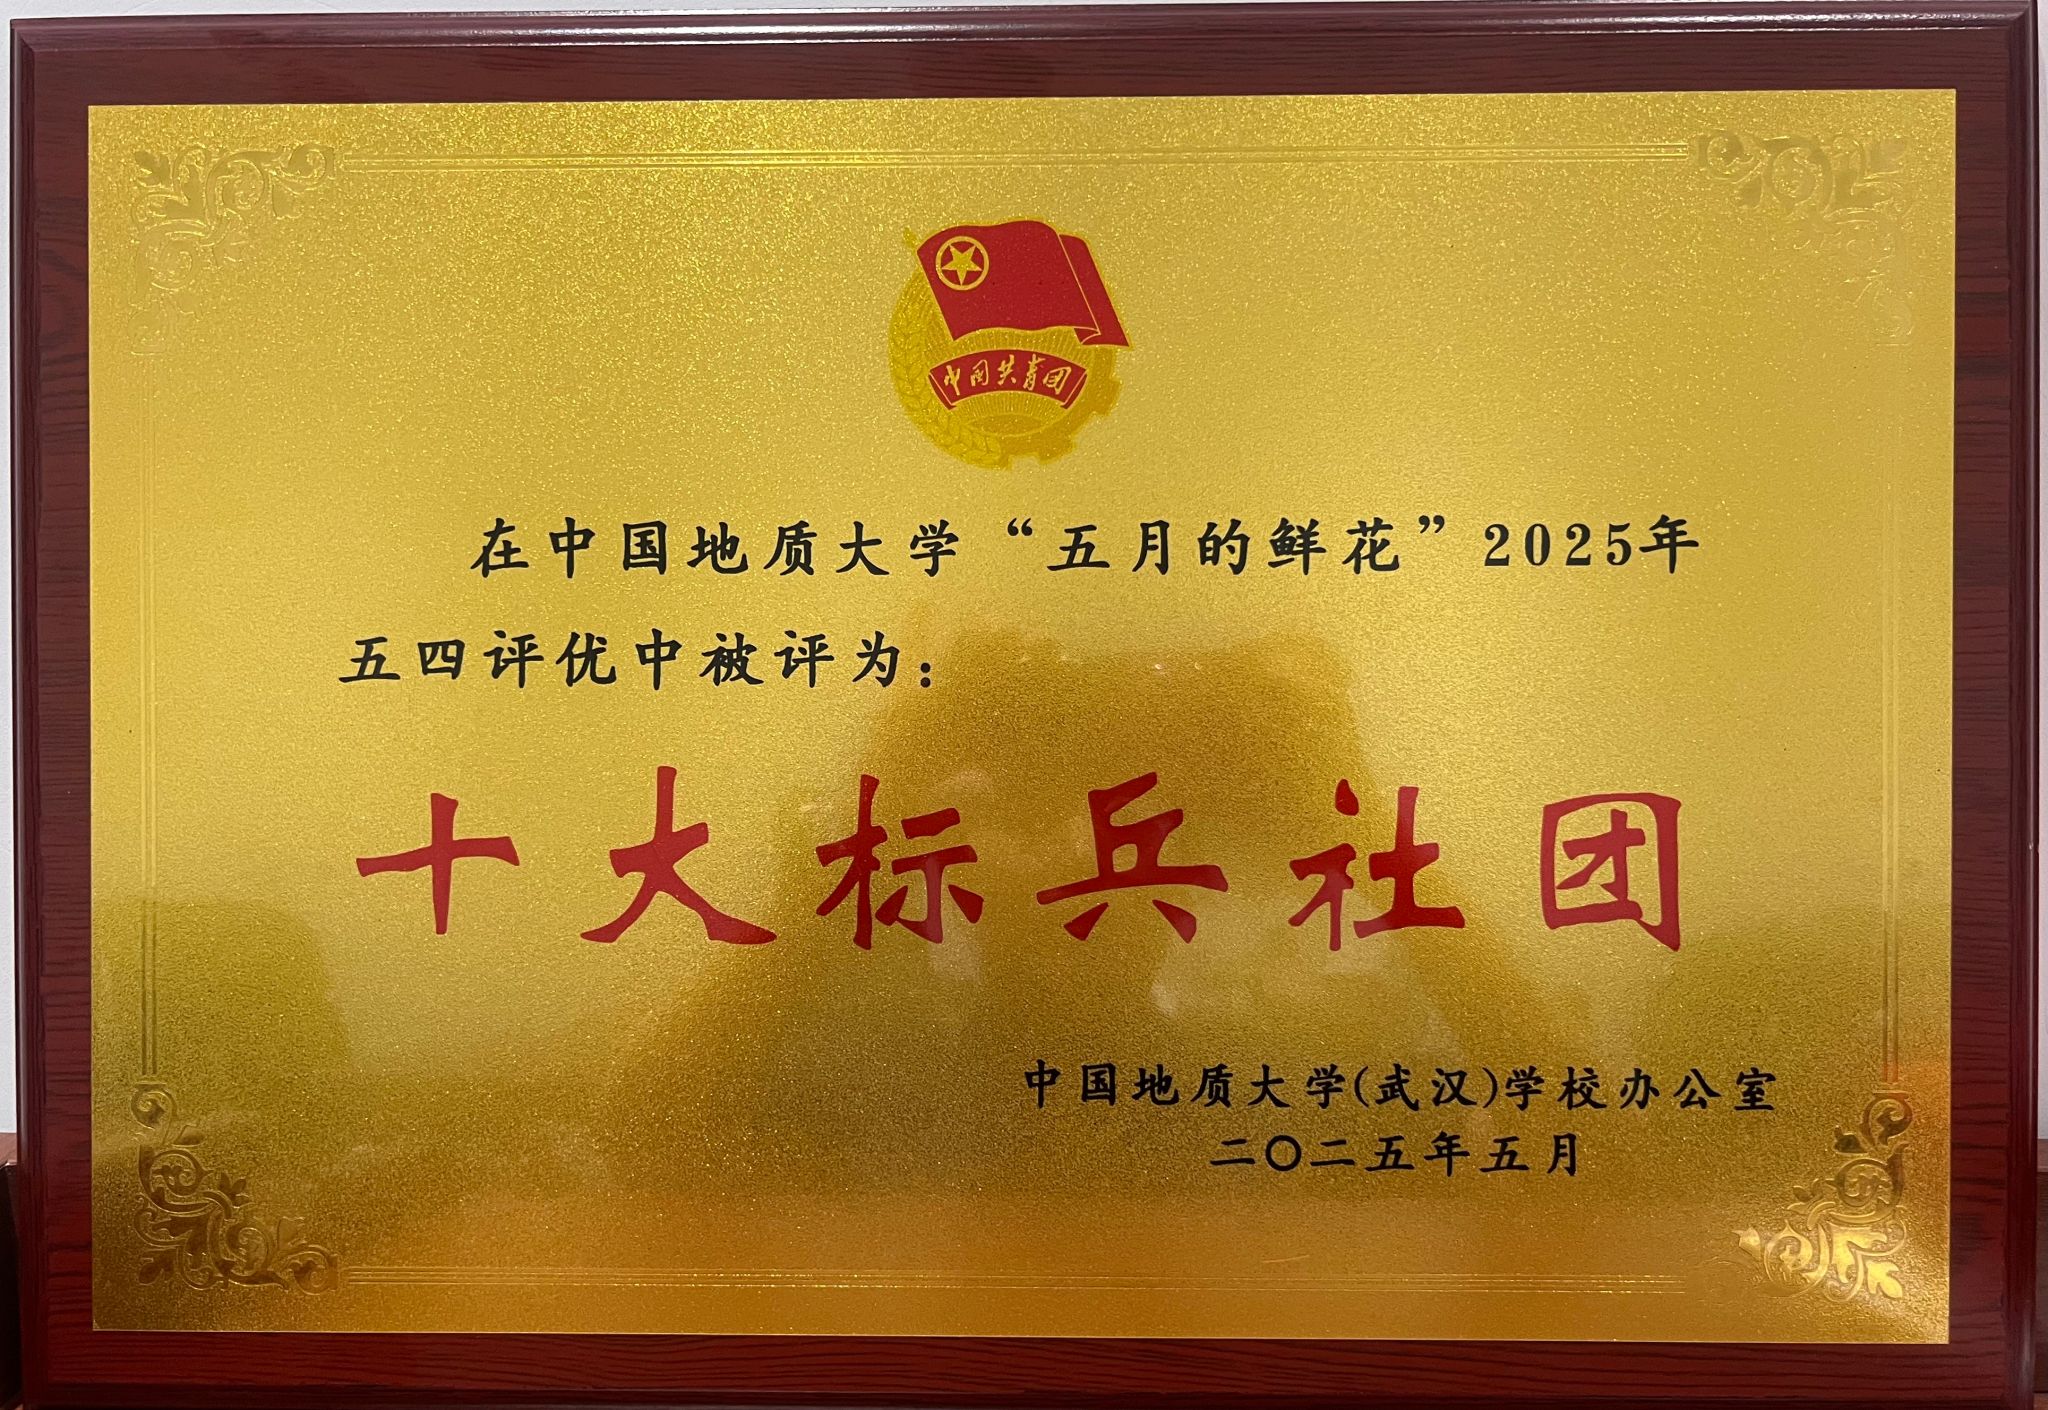 中国共青团
在中国地质大学“五月的鲜花”2025年
五四评优中被评为：
十大标兵社团
中国地质大学(武汉)学校办公室
二〇二五年五月